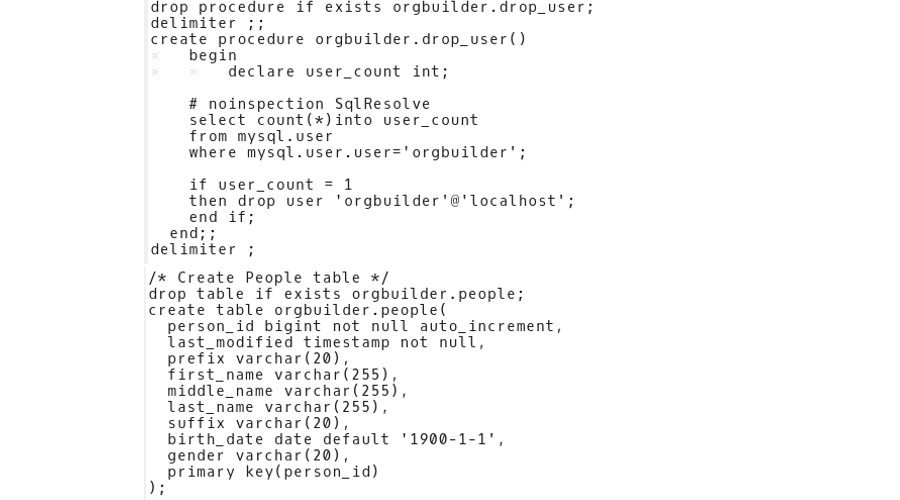 drop procedure if exists orgbuilder.drop_user;
delimiter ;;
create procedure orgbuilder.drop_user()
»   begin
»   »   declare user_count int;
# noinspection SqlResolve
select count(*)into user_count
from mysql.user
where mysql.user.user='orgbuilder';
if user_count = 1
then drop user 'orgbuilder'@'localhost';
end if;
end;;
delimiter ;
/* Create People table */
drop table if exists orgbuilder.people;
create table orgbuilder.people(
person_id bigint not null auto_increment,
last_modified timestamp not null,
prefix varchar(20),
first_name varchar(255),
middle_name varchar(255),
last_name varchar(255),
suffix varchar(20),
birth_date date default '1900-1-1',
gender varchar(20),
primary key(person_id)
);